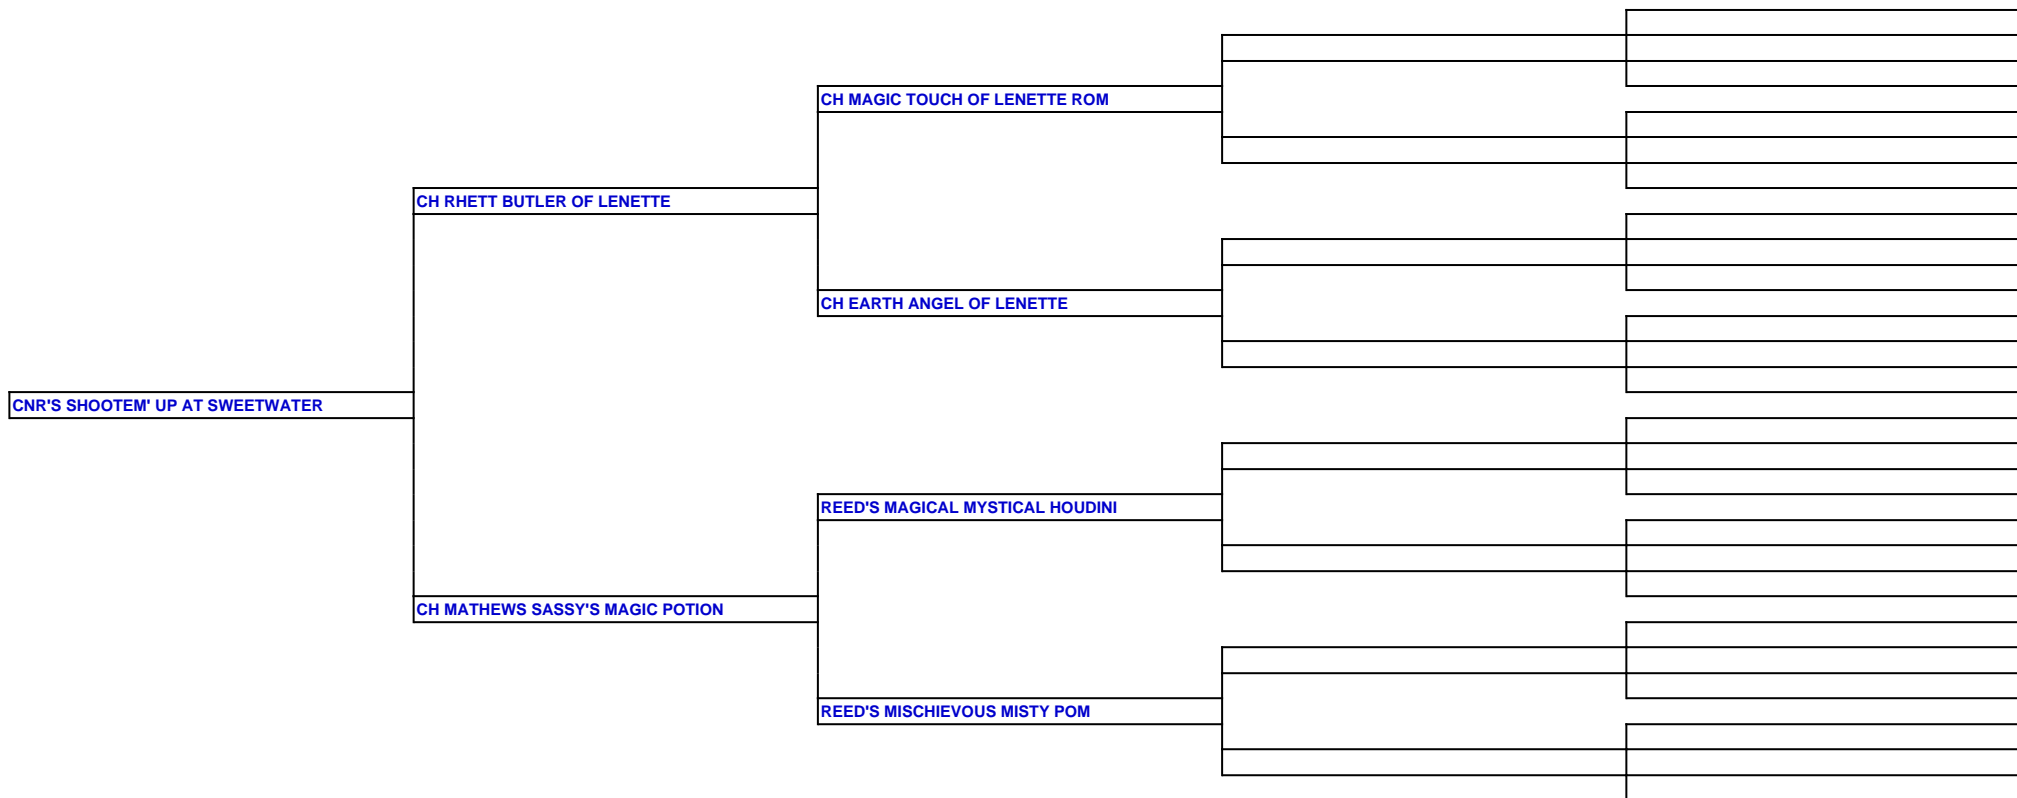 CH MAGIC TOUCH OF LENETTE ROM
CH RHETT BUTLER OF LENETTE
CH EARTH ANGEL OF LENETTE
CNR'S SHOOTEM' UP AT SWEETWATER
REED'S MAGICAL MYSTICAL HOUDINI
CH MATHEWS SASSY'S MAGIC POTION
REED'S MISCHIEVOUS MISTY POM